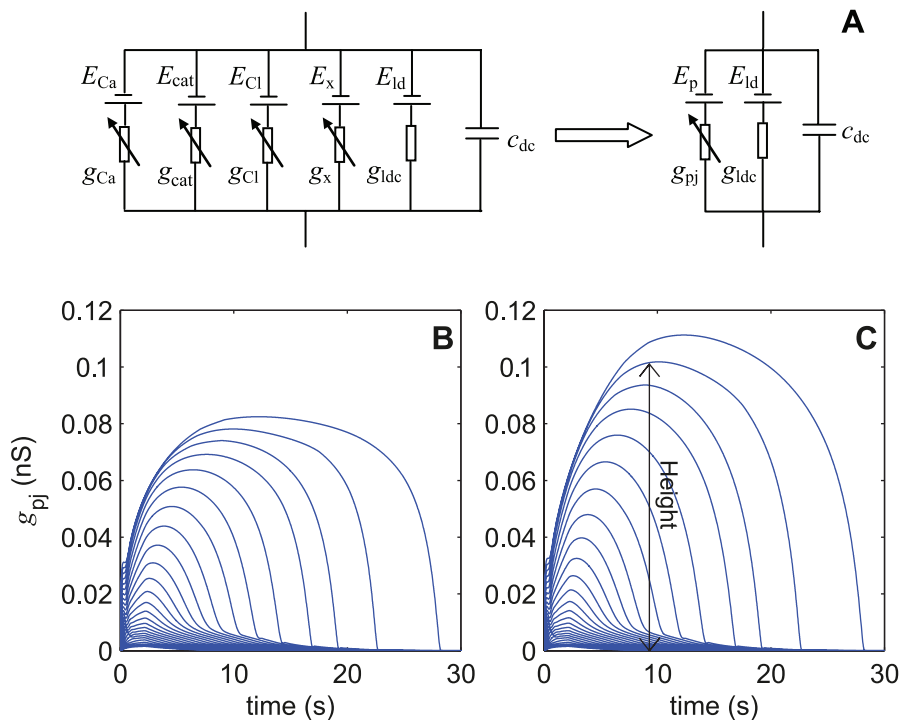 A
E_Ca E_cat E_Cl E_x E_ld
g_Ca g_cat g_Cl g_x g_ldc
c_dc
E_p E_ld
g_pj g_ldc
c_dc
B
g_pj (nS)
0.12
0.1
0.08
0.06
0.04
0.02
0
0 10 20 30
time (s)
C
Height
0.12
0.1
0.08
0.06
0.04
0.02
0
0 10 20 30
time (s)